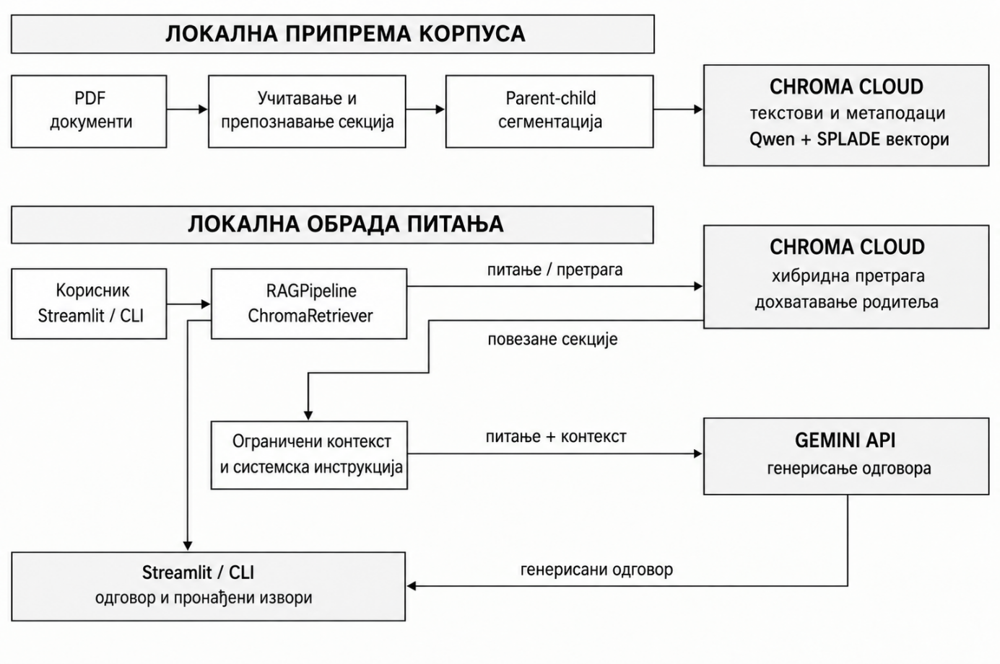 ЛОКАЛНА ПРИПРЕМА КОРПУСА
PDF
документи
Учитавање и
препознавање секција
Parent-child
сегментација
CHROMA CLOUD
текстови и метаподаци
Qwen + SPLADE вектори
ЛОКАЛНА ОБРАДА ПИТАЊА
Корисник
Streamlit / CLI
RAGPipeline
ChromaRetriever
питање / претрага
CHROMA CLOUD
хибридна претрага
дохватавање родитеља
повезане секције
Ограничени контекст
и системска инструкција
питање + контекст
GEMINI API
генерисање одговора
Streamlit / CLI
одговор и пронађени извори
генерисани одговор